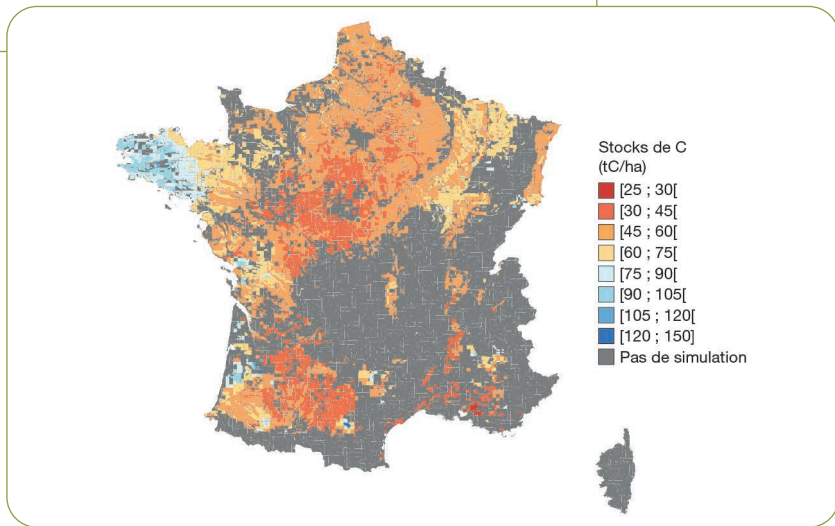 Stocks de C
(tC/ha)
[25 ; 30[
[30 ; 45[
[45 ; 60[
[60 ; 75[
[75 ; 90[
[90 ; 105[
[105 ; 120[
[120 ; 150]
Pas de simulation